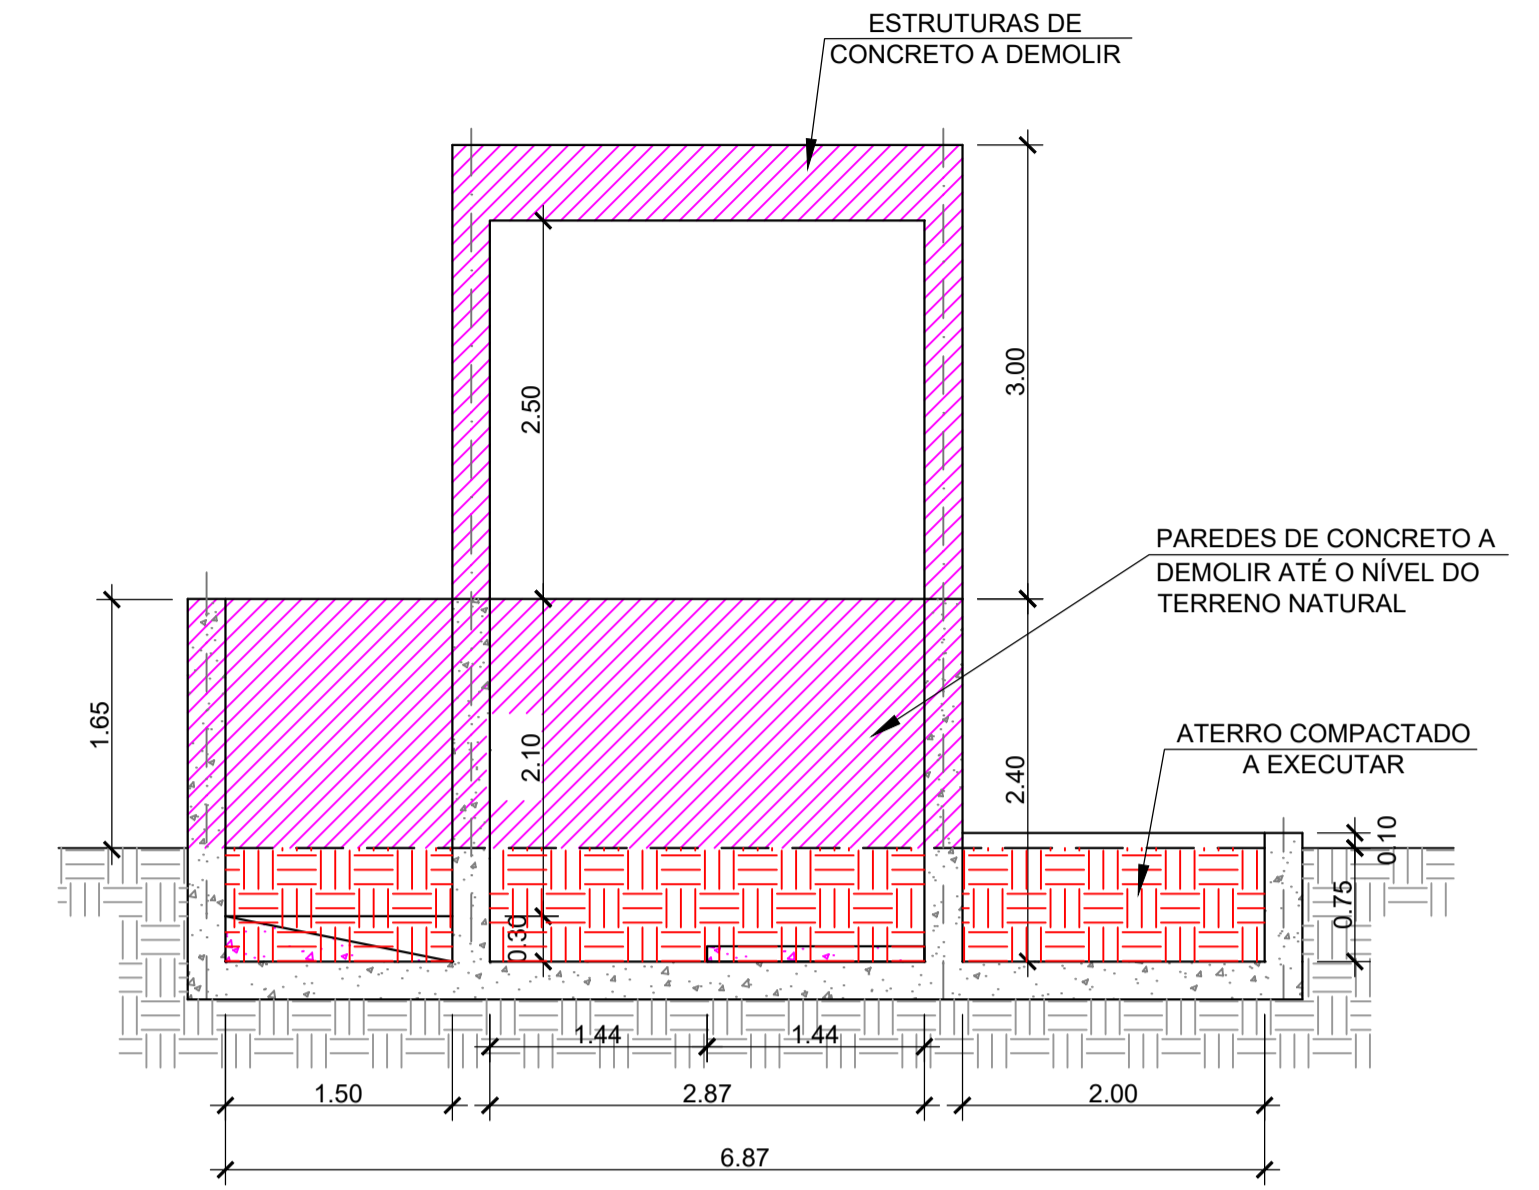 ESTRUTURAS DE
CONCRETO A DEMOLIR
3.00
2.50
PAREDES DE CONCRETO A
DEMOLIR ATÉ O NÍVEL DO
TERRENO NATURAL
1.65
2.10
ATERRO COMPACTADO
A EXECUTAR
2.40
0.10
0.75
0.30
1.44
1.44
1.50
2.87
2.00
6.87